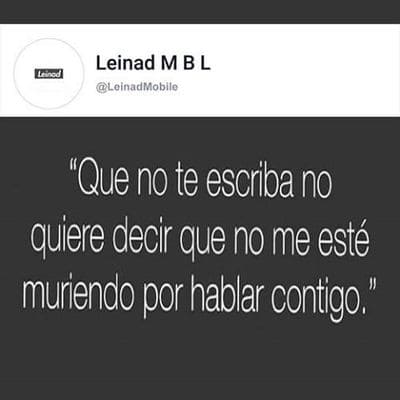 Leinad
Leinad M B L
@LeinadMobile
“Que no te escriba no
quiere decir que no me esté
muriendo por hablar contigo.”